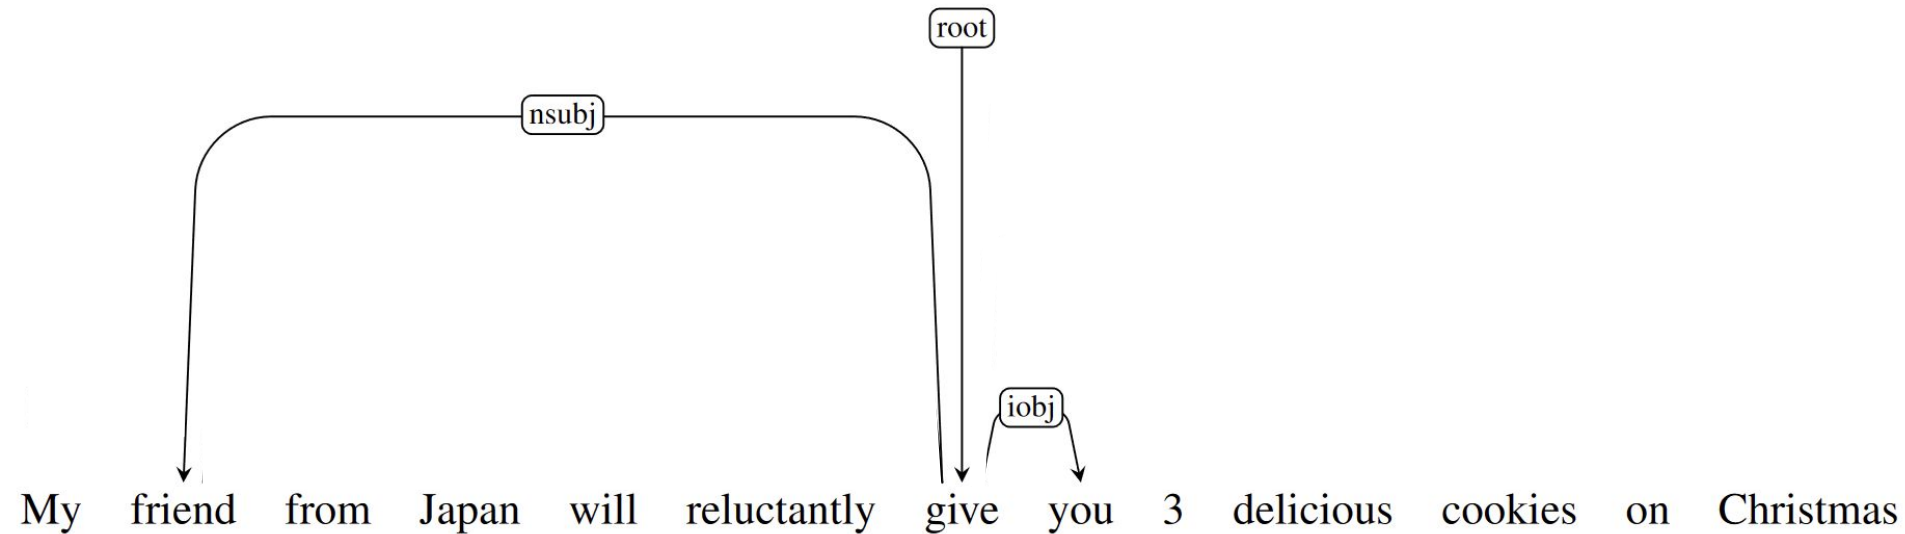 root
nsubj
iobj
My friend from Japan will reluctantly give you 3 delicious cookies on Christmas